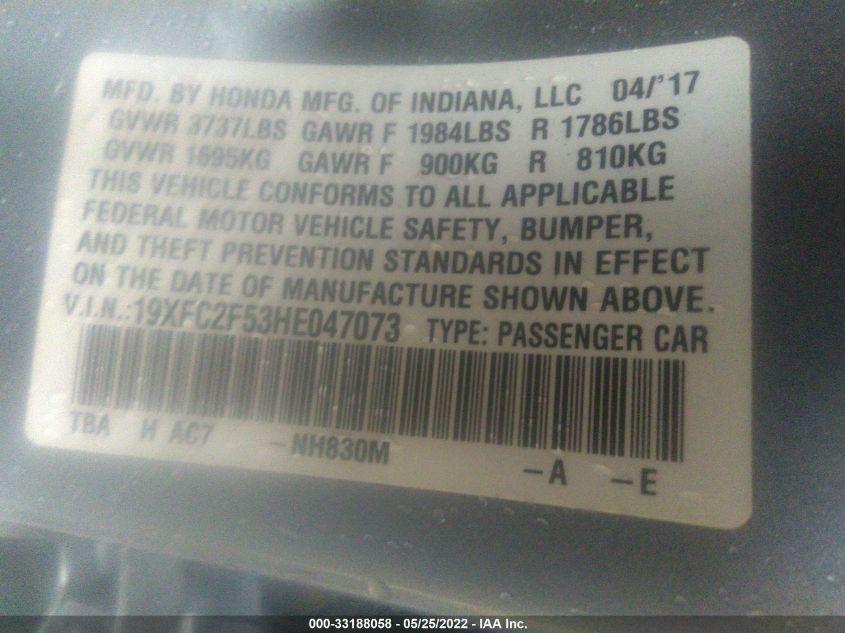 MFD. BY HONDA MFG. OF INDIANA, LLC 04/'17
GVWR 3737LBS GAWR F 1984LBS R 1786LBS
GVWR 1695KG GAWR F 900KG R 810KG
THIS VEHICLE CONFORMS TO ALL APPLICABLE
FEDERAL MOTOR VEHICLE SAFETY, BUMPER,
AND THEFT PREVENTION STANDARDS IN EFFECT
ON THE DATE OF MANUFACTURE SHOWN ABOVE.
V.I.N.:19XFC2F53HE047073 TYPE: PASSENGER CAR
TBA H AC7 -NH830M -A -E
000-33188058 - 05/25/2022 - IAA Inc.